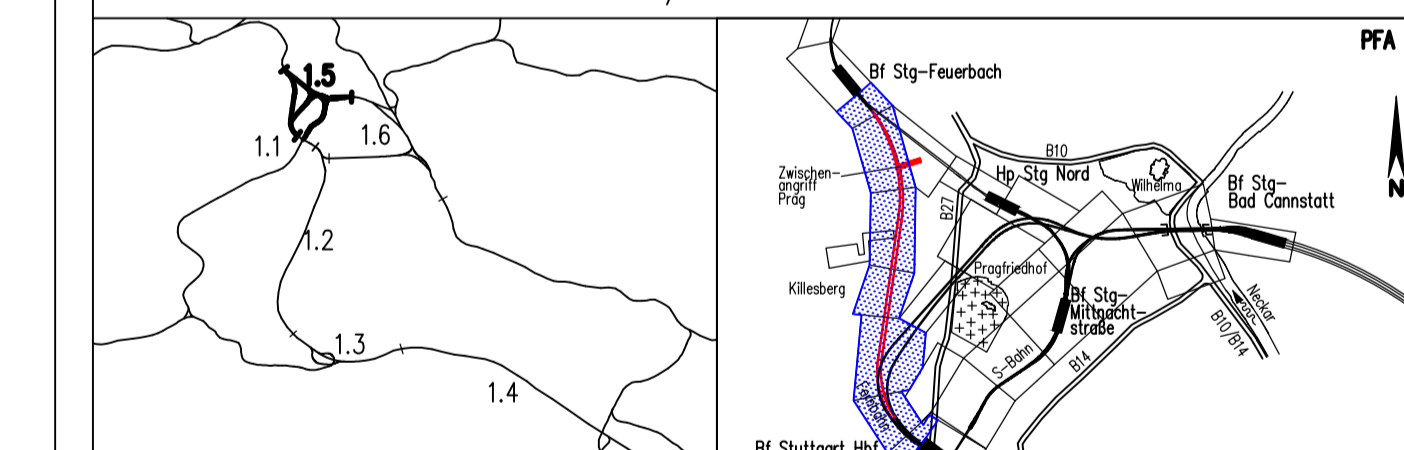 1.5
1.1
1.6
1.2
1.3
1.4
PFA
Bf Stg-Feuerbach
B10
Zwischen-
angriff
Prag
Hp Stg Nord
Wilhelma
Bf Stg-
Bad Cannstatt
N
B27
Pragfriedhof
Killesberg
Bf Stg-
Mittnacht-
straße
Neckar
B10/B14
S-Bahn
B14
Fernbahn
Bf Stuttgart Hbf